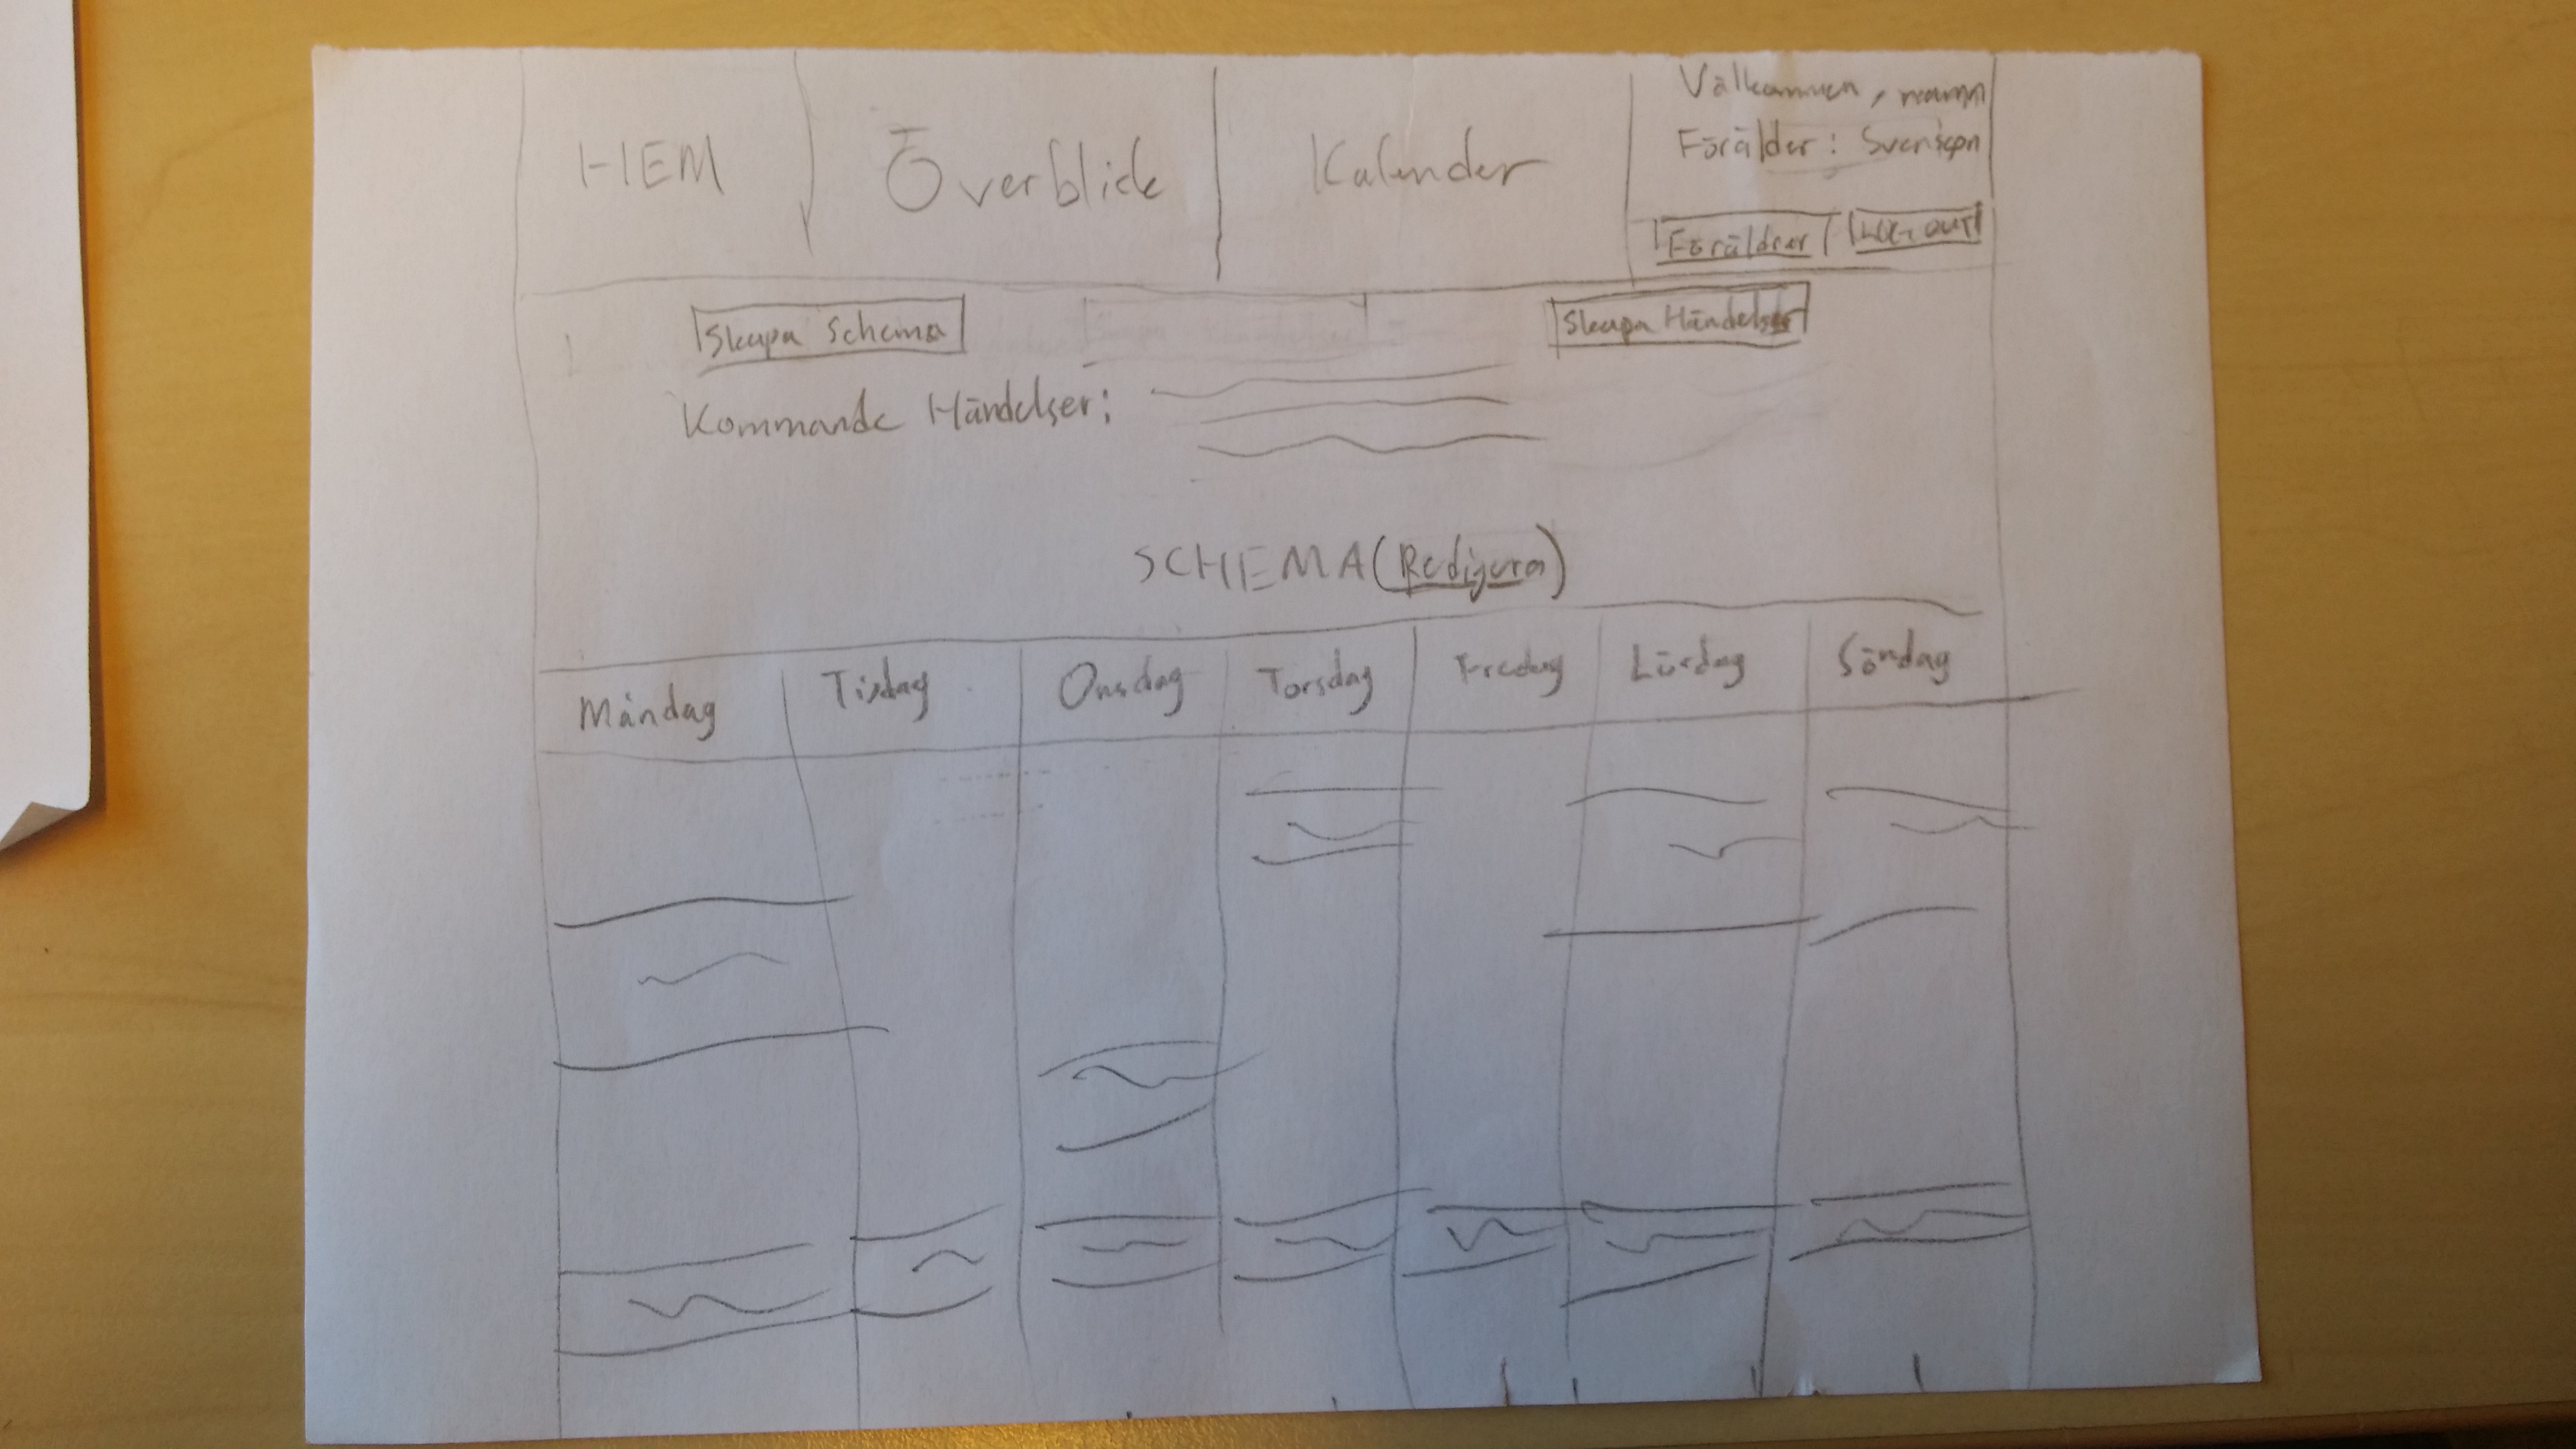 HEM Överblick Kalender
Välkommen, namn
Förälder: Svensson
Föräldrar LOG OUT
Skapa Schema Skapa Händelser
Kommande Händelser:
SCHEMA (Redigera)
Måndag Tisdag Onsdag Torsdag Fredag Lördag Söndag